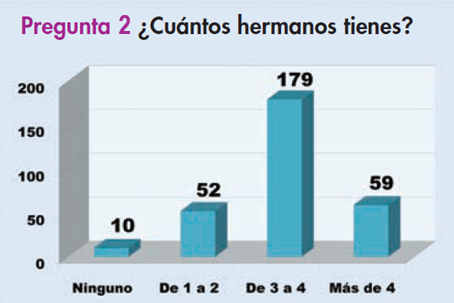 Pregunta 2 ¿Cuántos hermanos tienes?
200
150
100
50
0
10
52
179
59
Ninguno
De 1 a 2
De 3 a 4
Más de 4